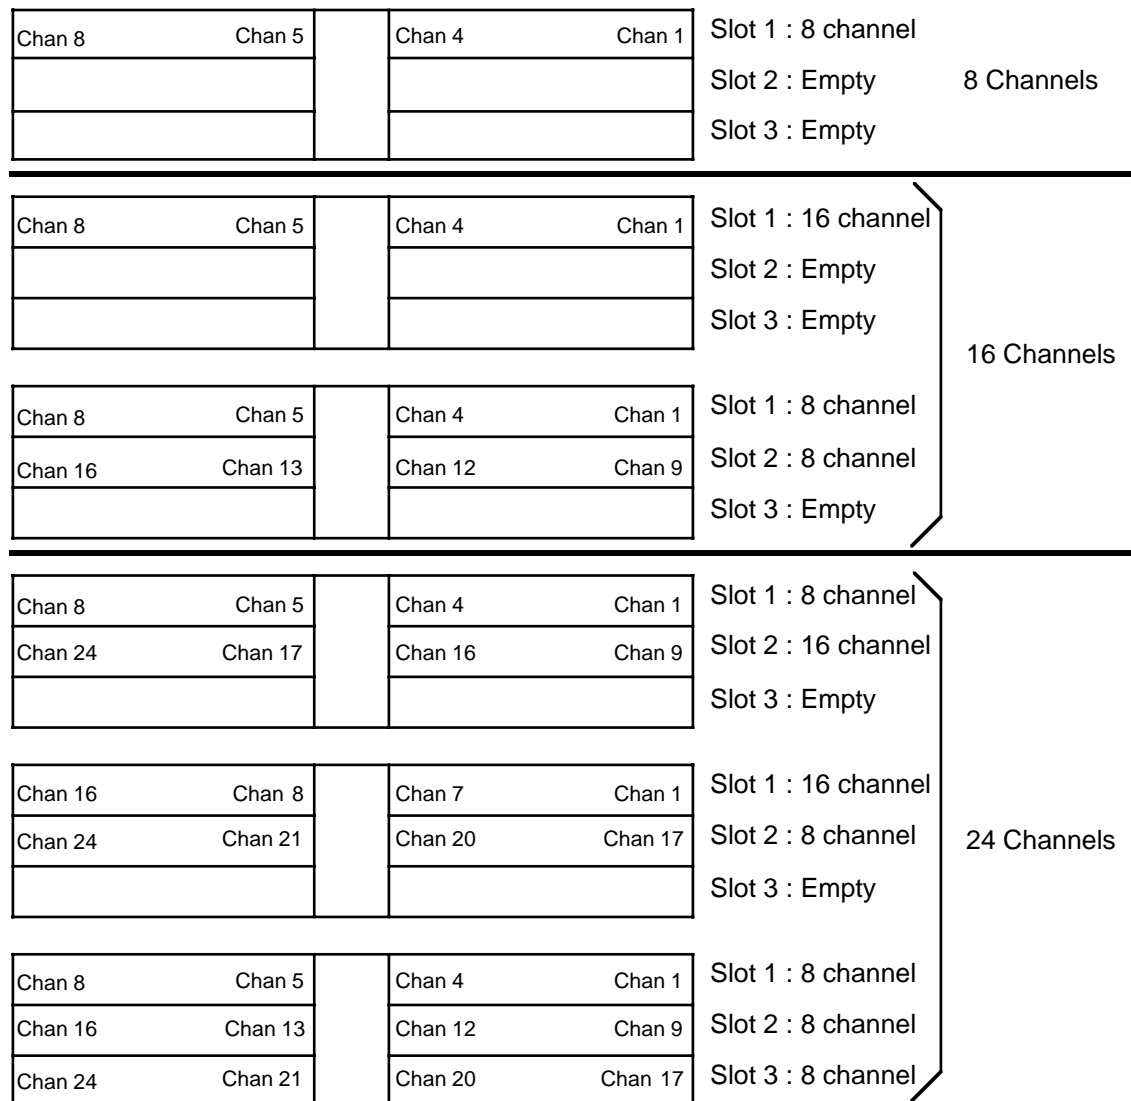 Chan 8 Chan 5 Chan 4 Chan 1 Slot 1 : 8 channel
Slot 2 : Empty 8 Channels
Slot 3 : Empty
Chan 8 Chan 5 Chan 4 Chan 1 Slot 1 : 16 channel
Slot 2 : Empty
Slot 3 : Empty
16 Channels
Chan 8 Chan 5 Chan 4 Chan 1 Slot 1 : 8 channel
Chan 16 Chan 13 Chan 12 Chan 9 Slot 2 : 8 channel
Slot 3 : Empty
Chan 8 Chan 5 Chan 4 Chan 1 Slot 1 : 8 channel
Chan 24 Chan 17 Chan 16 Chan 9 Slot 2 : 16 channel
Slot 3 : Empty
Chan 16 Chan 8 Chan 7 Chan 1 Slot 1 : 16 channel
Chan 24 Chan 21 Chan 20 Chan 17 Slot 2 : 8 channel 24 Channels
Slot 3 : Empty
Chan 8 Chan 5 Chan 4 Chan 1 Slot 1 : 8 channel
Chan 16 Chan 13 Chan 12 Chan 9 Slot 2 : 8 channel
Chan 24 Chan 21 Chan 20 Chan 17 Slot 3 : 8 channel